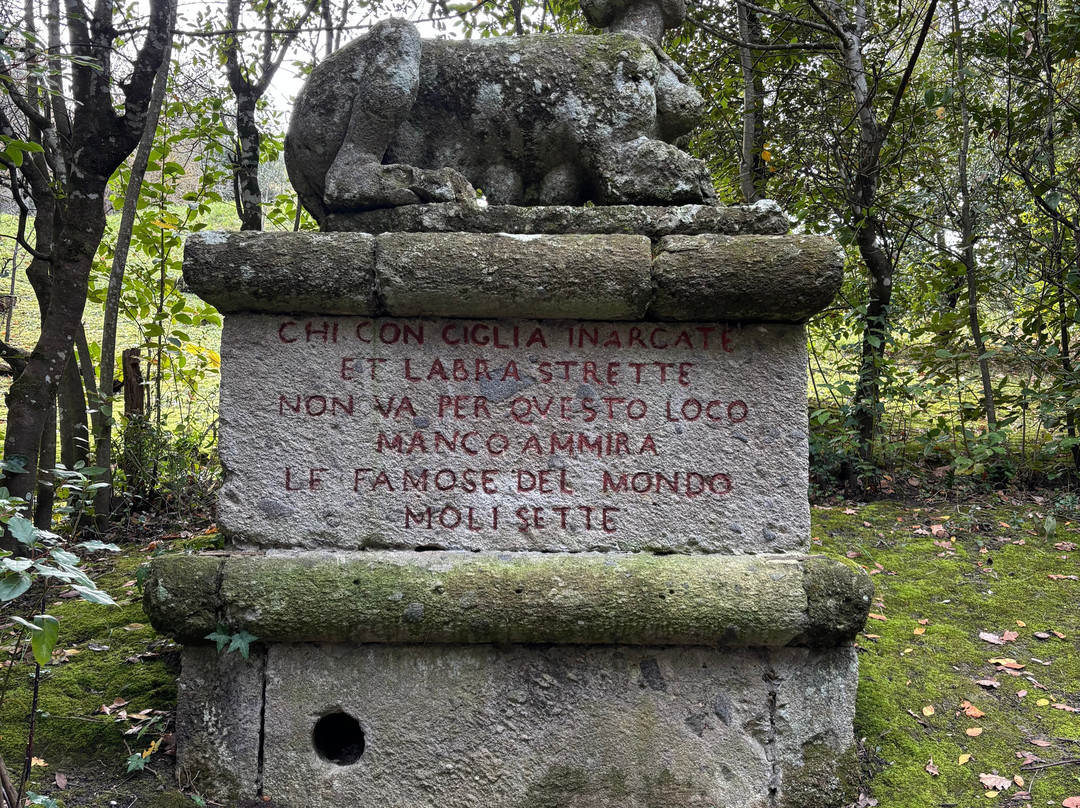 CHI CON CIGLIA INARCATE
ET LABRA STRETTE
NON VA PER QVESTO LOCO
MANCO AMMIRA
LE FAMOSE DEL MONDO
MOLI SETTE